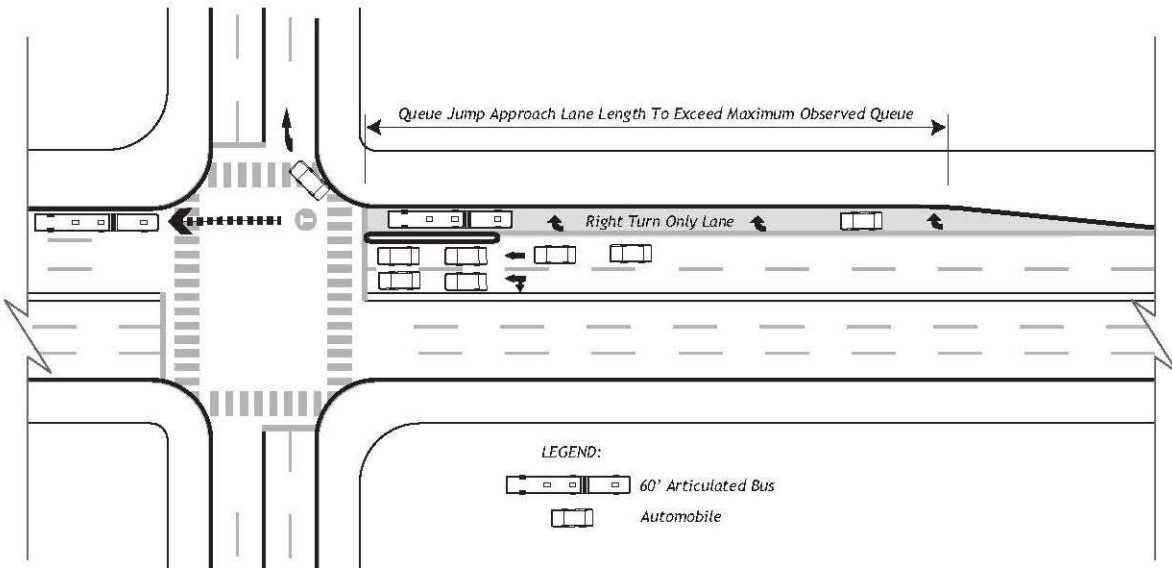 Queue Jump Approach Lane Length To Exceed Maximum Observed Queue
T
Right Turn Only Lane
LEGEND:
60' Articulated Bus
Automobile